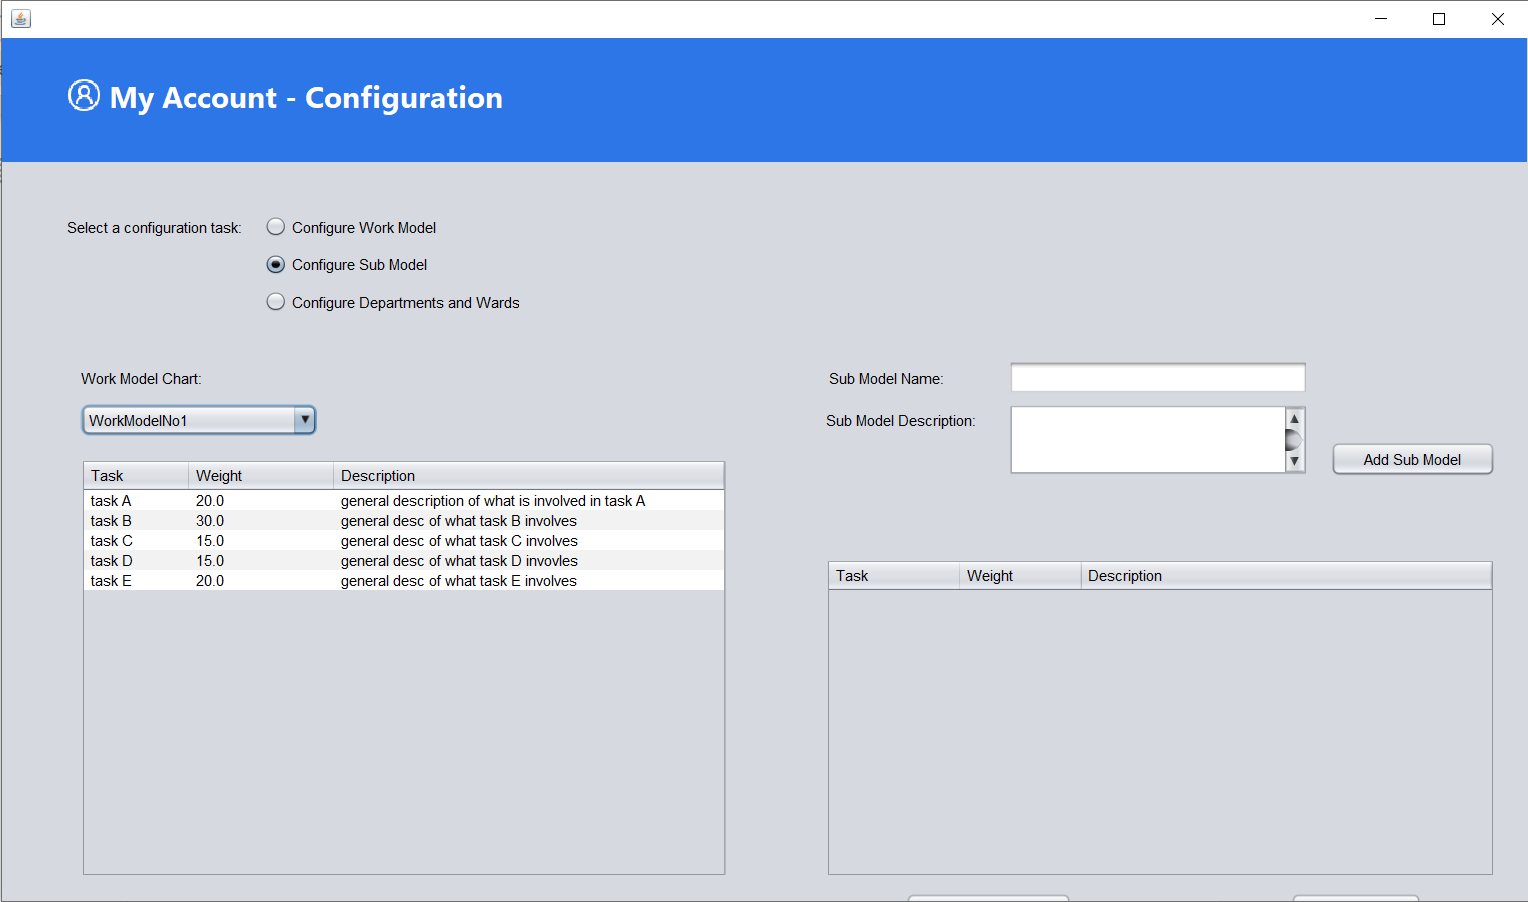 My Account - Configuration
Select a configuration task:
Configure Work Model
Configure Sub Model
Configure Departments and Wards
Work Model Chart:
WorkModelNo1
Task Weight Description
task A 20.0 general description of what is involved in task A
task B 30.0 general desc of what task B involves
task C 15.0 general desc of what task C involves
task D 15.0 general desc of what task D invovles
task E 20.0 general desc of what task E involves
Sub Model Name:
Sub Model Description:
Add Sub Model
Task Weight Description